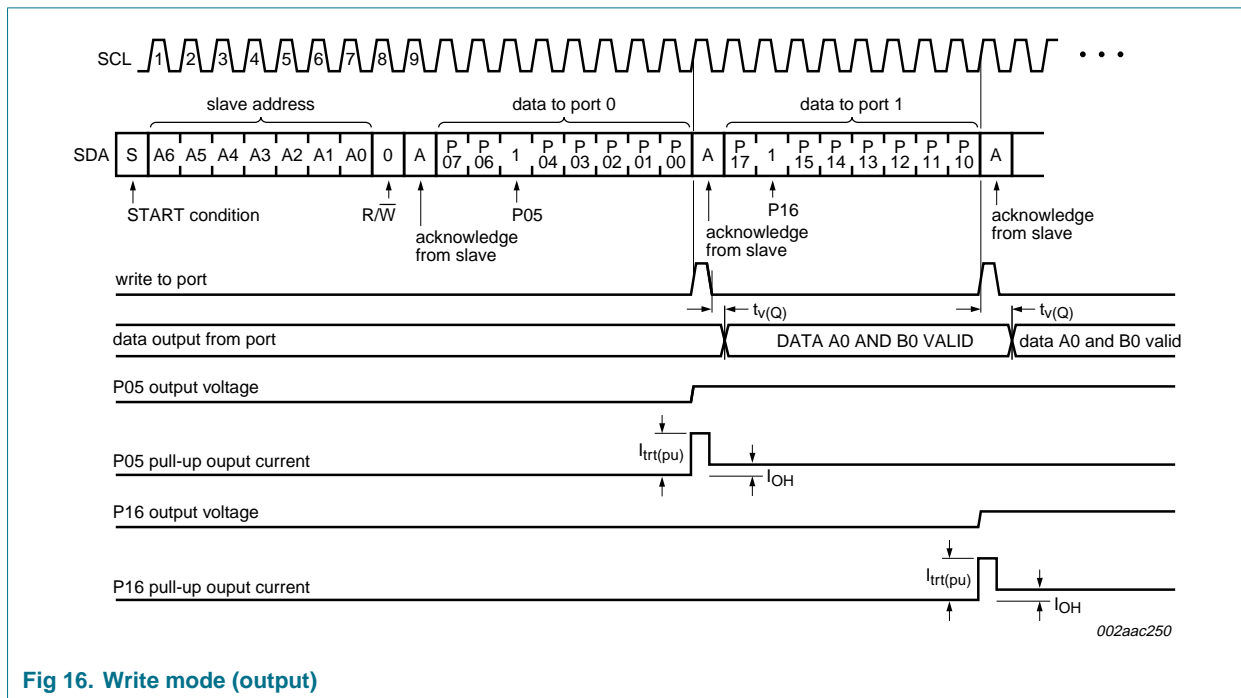 SCL 1 2 3 4 5 6 7 8 9
slave address data to port 0 data to port 1
SDA S A6 A5 A4 A3 A2 A1 A0 0 A P07 P06 1 P04 P03 P02 P01 P00 A P17 1 P15 P14 P13 P12 P11 P10 A
START condition R/W P05 P16
acknowledge from slave acknowledge from slave acknowledge from slave
write to port
tv(Q) tv(Q)
data output from port DATA A0 AND B0 VALID data A0 and B0 valid
P05 output voltage
Itrt(pu)
P05 pull-up ouput current
IOH
P16 output voltage
Itrt(pu)
P16 pull-up ouput current
IOH
002aac250
Fig 16. Write mode (output)